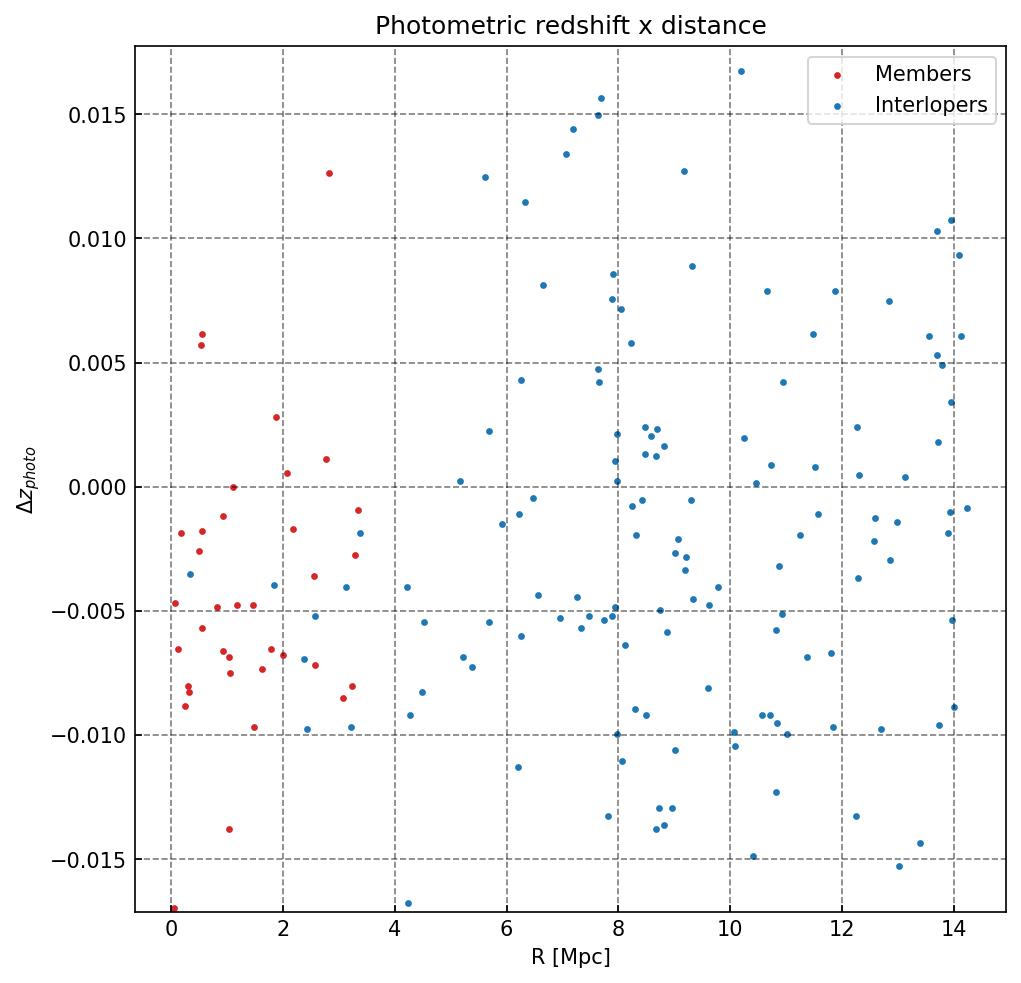 Photometric redshift x distance
Members
Interlopers
0.015
0.010
0.005
0.000
−0.005
−0.010
−0.015
Δz_photo
0 2 4 6 8 10 12 14
R [Mpc]